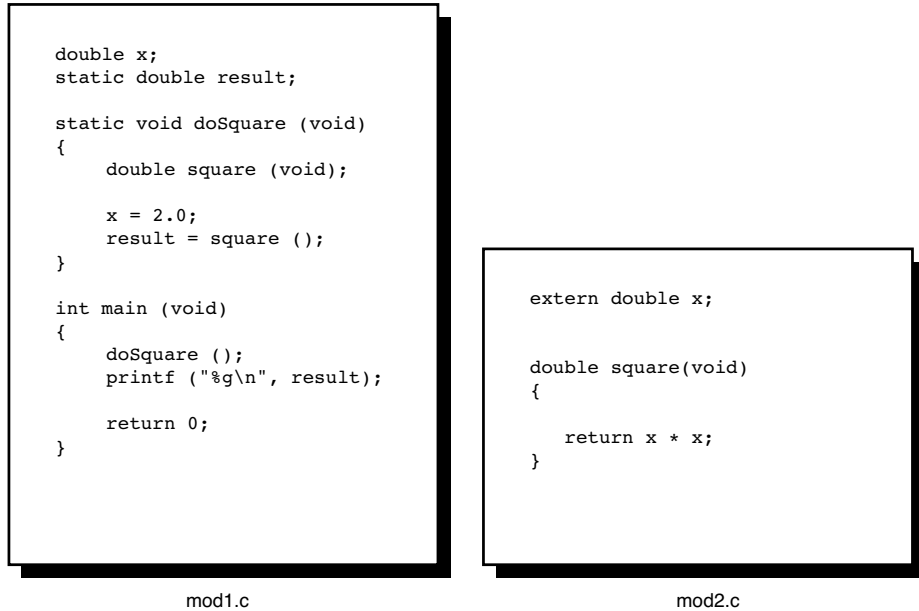 double x;
static double result;
static void doSquare (void)
{
double square (void);
x = 2.0;
result = square ();
}
int main (void)
{
doSquare ();
printf ("%g\n", result);
return 0;
}
mod1.c
extern double x;
double square(void)
{
return x * x;
}
mod2.c